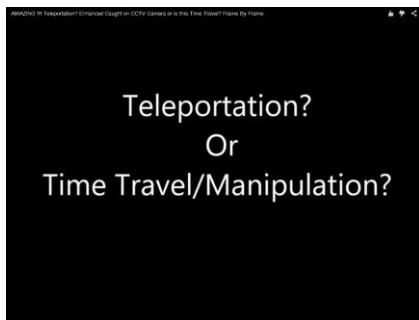 AMAZING !!! Teleportation? Enhanced Caught on CCTV Camera or is this Time Travel? Frame By Frame
Teleportation?
Or
Time Travel/Manipulation?